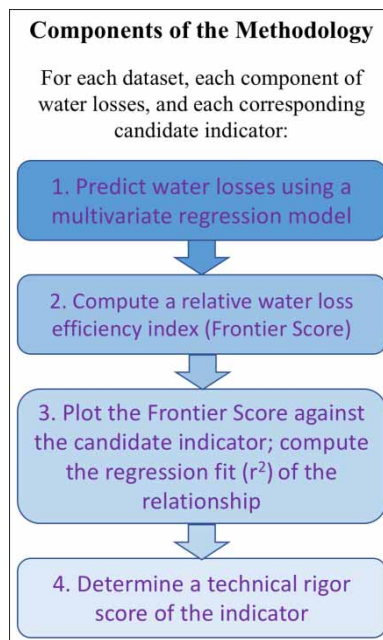 Components of the Methodology
For each dataset, each component of
water losses, and each corresponding
candidate indicator:
1. Predict water losses using a
multivariate regression model
2. Compute a relative water loss
efficiency index (Frontier Score)
3. Plot the Frontier Score against
the candidate indicator; compute
the regression fit (r²) of the
relationship
4. Determine a technical rigor
score of the indicator